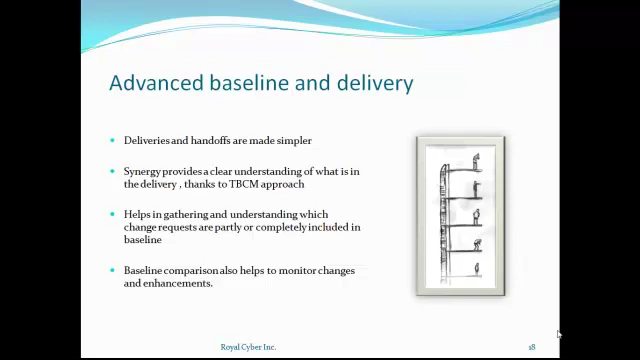 Advanced baseline and delivery
Deliveries and handoffs are made simpler
Synergy provides a clear understanding of what is in
the delivery , thanks to TBCM approach
Helps in gathering and understanding which
change requests are partly or completely included in
baseline
Baseline comparison also helps to monitor changes
and enhancements.
Royal Cyber Inc.
18